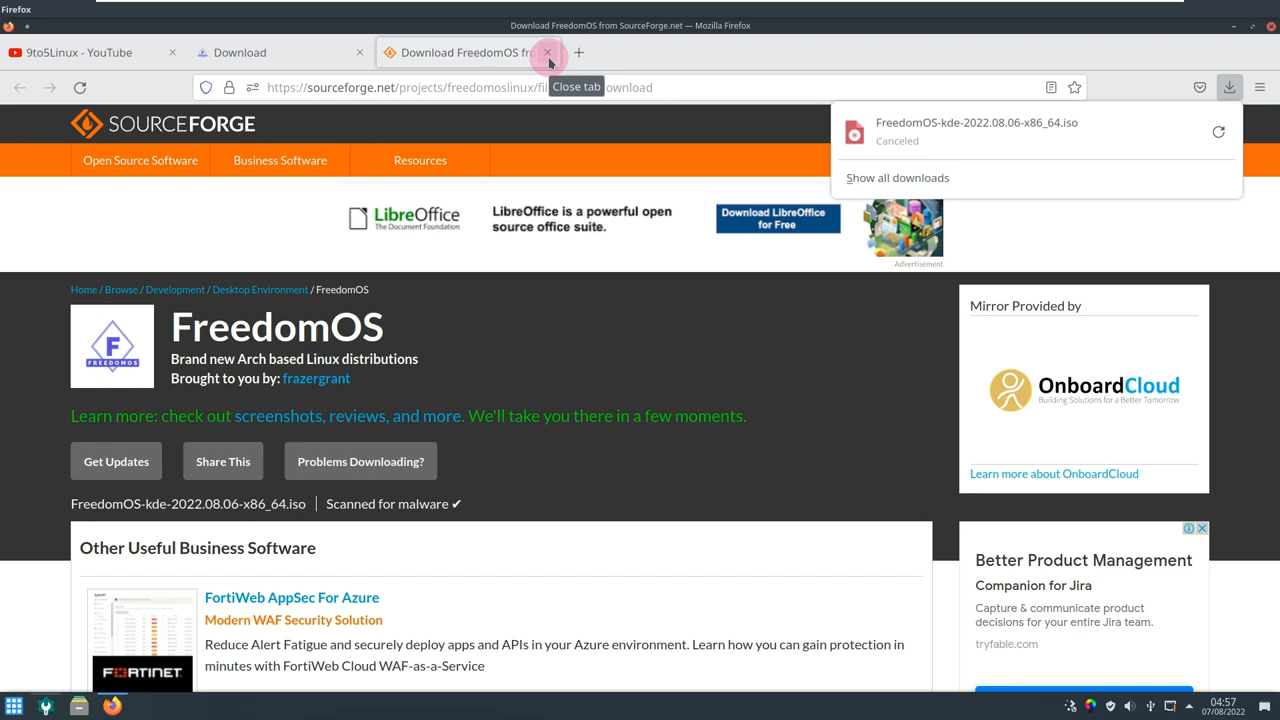 Firefox
Download FreedomOS from SourceForge.net — Mozilla Firefox
9to5Linux - YouTube
Download
Download FreedomOS fr
Close tab
https://sourceforge.net/projects/freedomoslinux/fil
ownload
SOURCEFORGE
FreedomOS-kde-2022.08.06-x86_64.iso
Canceled
Show all downloads
Open Source Software
Business Software
Resources
LibreOffice
The Document Foundation
LibreOffice is a powerful open
source office suite.
Download LibreOffice
for Free
Advertisement
Home / Browse / Development / Desktop Environment / FreedomOS
F
FREEDOMOS
FreedomOS
Brand new Arch based Linux distributions
Brought to you by: frazergrant
Learn more: check out screenshots, reviews, and more. We'll take you there in a few moments.
Get Updates
Share This
Problems Downloading?
FreedomOS-kde-2022.08.06-x86_64.iso
Scanned for malware ✔
Mirror Provided by
OnboardCloud
Building Solutions for a Better Tomorrow
Learn more about OnboardCloud
Other Useful Business Software
FortiWeb AppSec For Azure
Modern WAF Security Solution
Reduce Alert Fatigue and securely deploy apps and APIs in your Azure environment. Learn how you can gain protection in
minutes with FortiWeb Cloud WAF-as-a-Service
FORTINET
Better Product Management
Companion for Jira
Capture & communicate product
decisions for your entire Jira team.
tryfable.com
04:57
07/08/2022